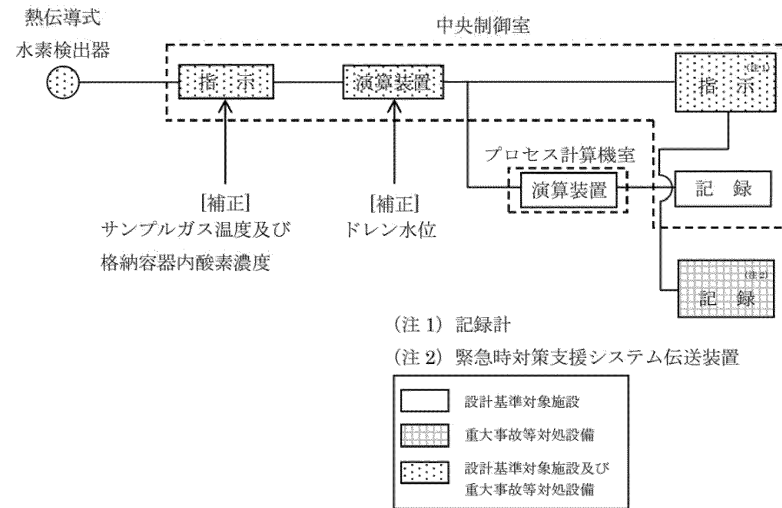 熱伝導式
水素検出器
中央制御室
指 示
演算装置
(注1)
指 示
プロセス計算機室
演算装置
記 録
[補正]
サンプルガス温度及び
格納容器内酸素濃度
[補正]
ドレン水位
(注2)
記 録
(注 1) 記録計
(注 2) 緊急時対策支援システム伝送装置
設計基準対象施設
重大事故等対処設備
設計基準対象施設及び
重大事故等対処設備